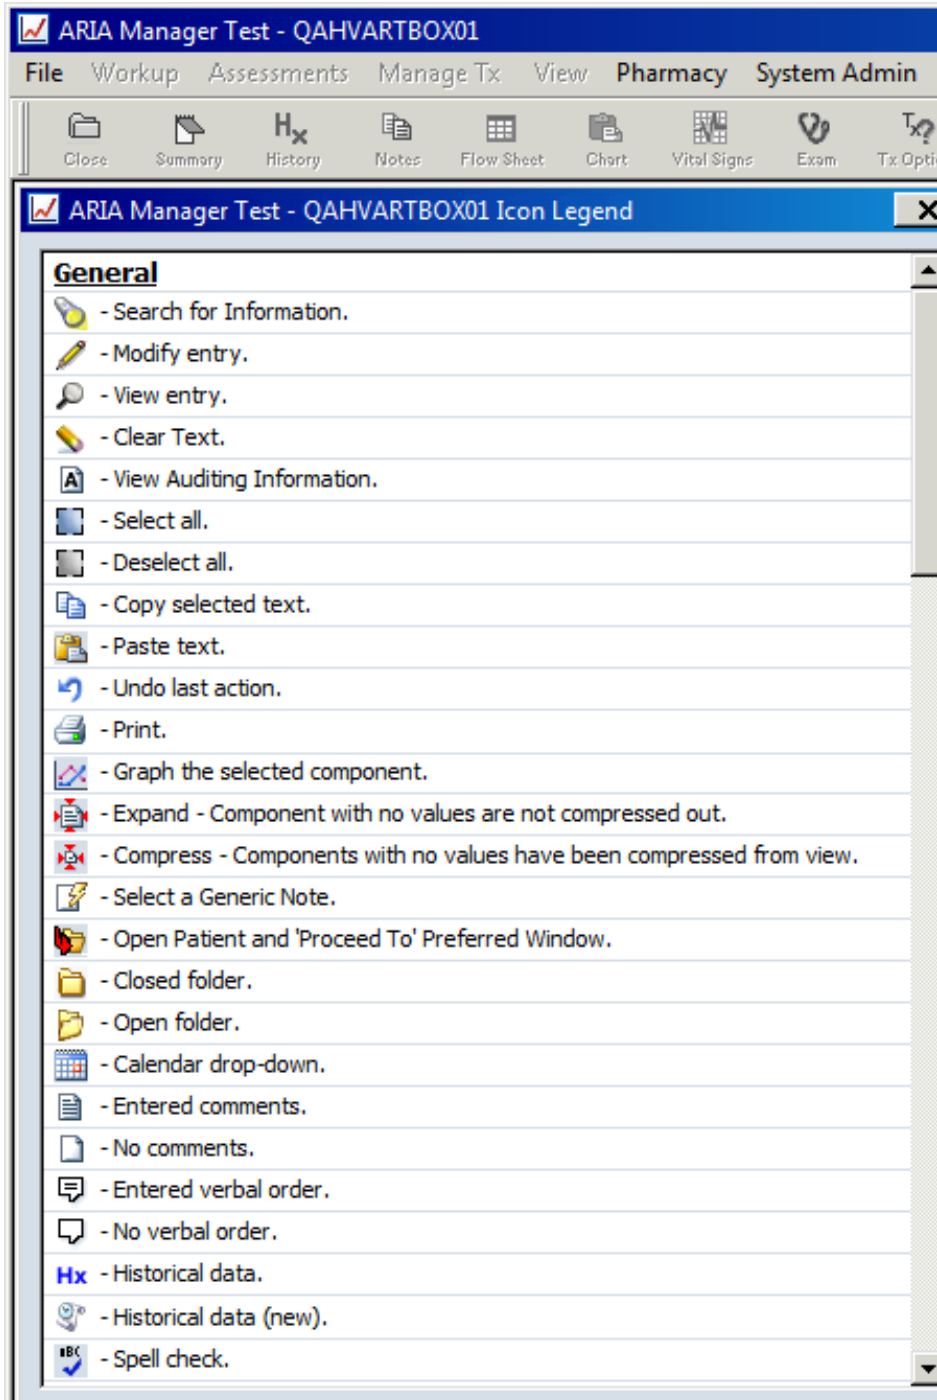 ARIA Manager Test - QAHVARTBOX01
File Workup Assessments Manage Tx View Pharmacy System Admin
Close Summary History Notes Flow Sheet Chart Vital Signs Exam Tx Opti
ARIA Manager Test - QAHVARTBOX01 Icon Legend
General
- Search for Information.
- Modify entry.
- View entry.
- Clear Text.
- View Auditing Information.
- Select all.
- Deselect all.
- Copy selected text.
- Paste text.
- Undo last action.
- Print.
- Graph the selected component.
- Expand - Component with no values are not compressed out.
- Compress - Components with no values have been compressed from view.
- Select a Generic Note.
- Open Patient and 'Proceed To' Preferred Window.
- Closed folder.
- Open folder.
- Calendar drop-down.
- Entered comments.
- No comments.
- Entered verbal order.
- No verbal order.
Hx - Historical data.
- Historical data (new).
ABC - Spell check.